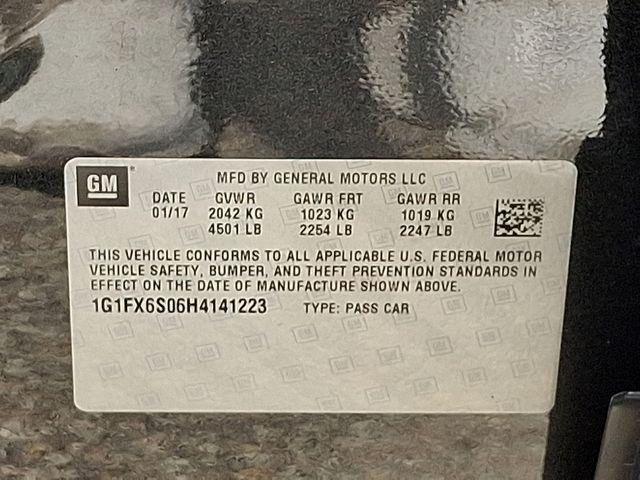 GM
MFD BY GENERAL MOTORS LLC
DATE GVWR GAWR FRT GAWR RR
01/17 2042 KG 1023 KG 1019 KG
4501 LB 2254 LB 2247 LB
THIS VEHICLE CONFORMS TO ALL APPLICABLE U.S. FEDERAL MOTOR
VEHICLE SAFETY, BUMPER, AND THEFT PREVENTION STANDARDS IN
EFFECT ON THE DATE OF MANUFACTURE SHOWN ABOVE.
1G1FX6S06H4141223 TYPE: PASS CAR